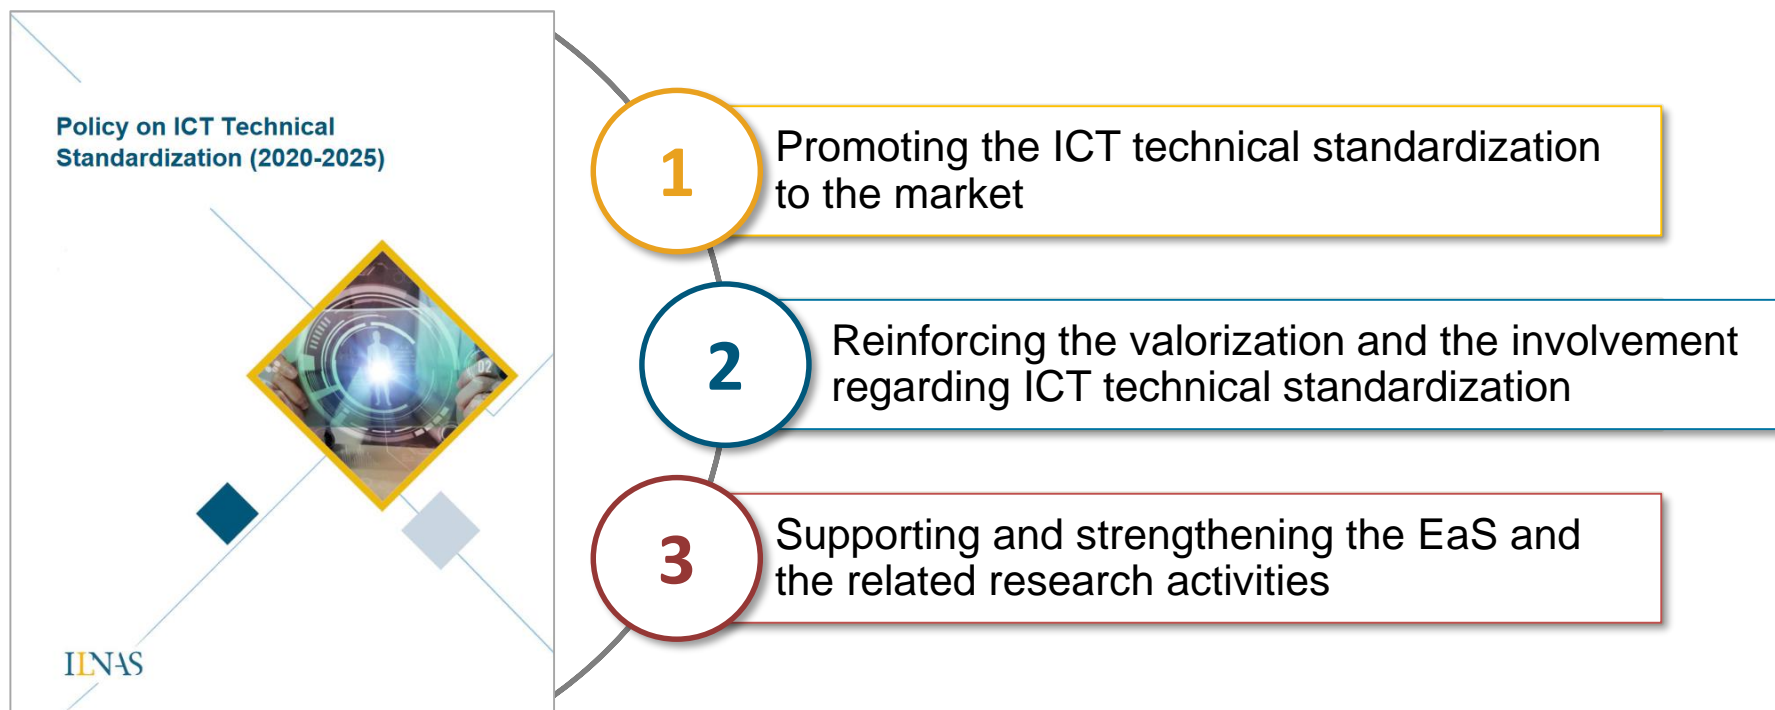 Policy on ICT Technical
Standardization (2020-2025)
02
ILNAS
1
Promoting the ICT technical standardization
to the market
2
Reinforcing the valorization and the involvement
regarding ICT technical standardization
3
Supporting and strengthening the EaS and
the related research activities